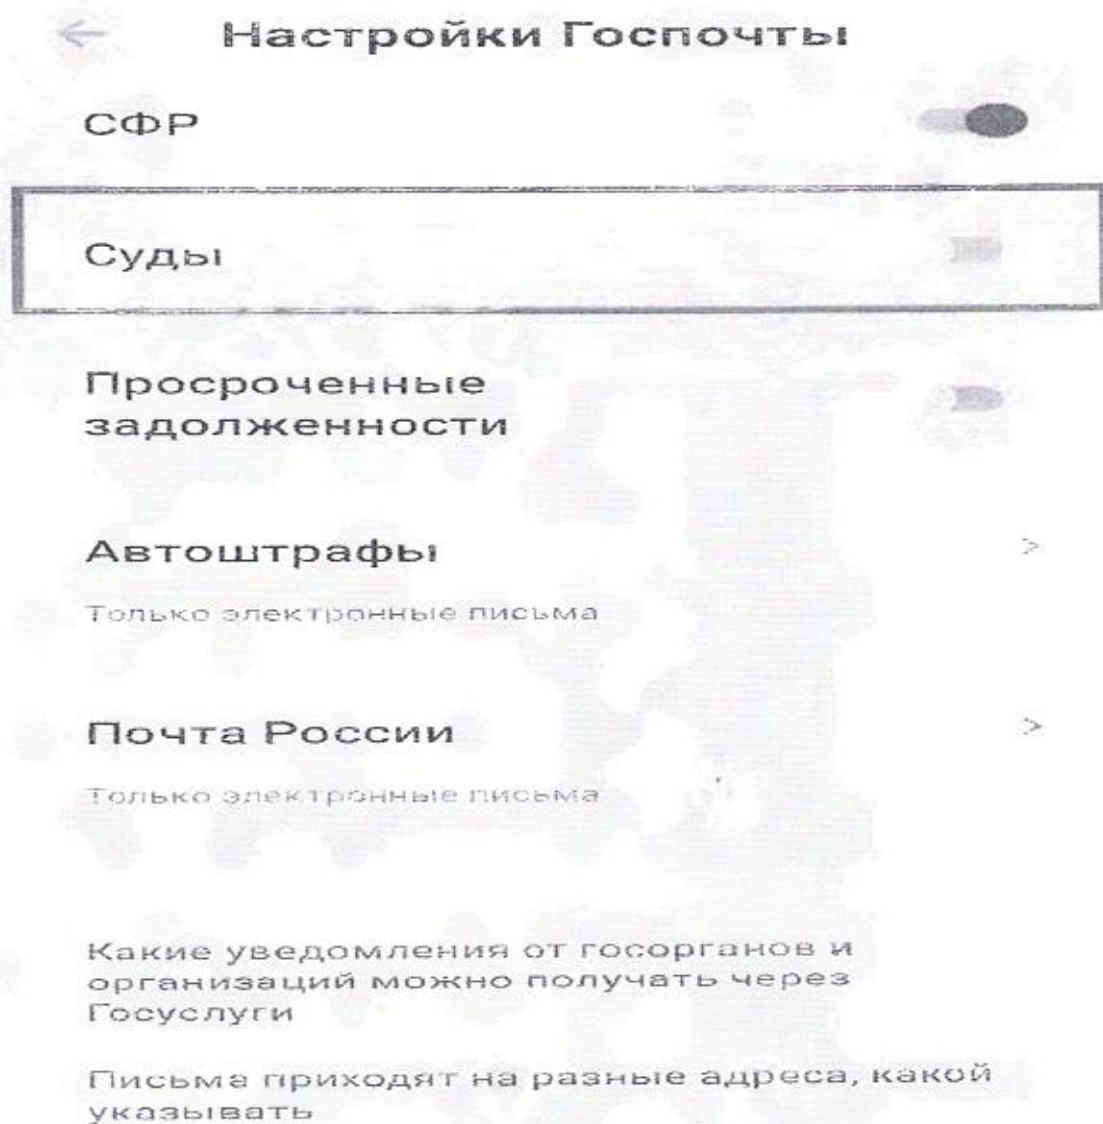 Настройки Госпочты
СФР
Суды
Просроченные
задолженности
Автоштрафы
Только электронные письма
Почта России
Только электронные письма
Какие уведомления от госорганов и
организаций можно получать через
Госуслуги
Письма приходят на разные адреса, какой
указывать